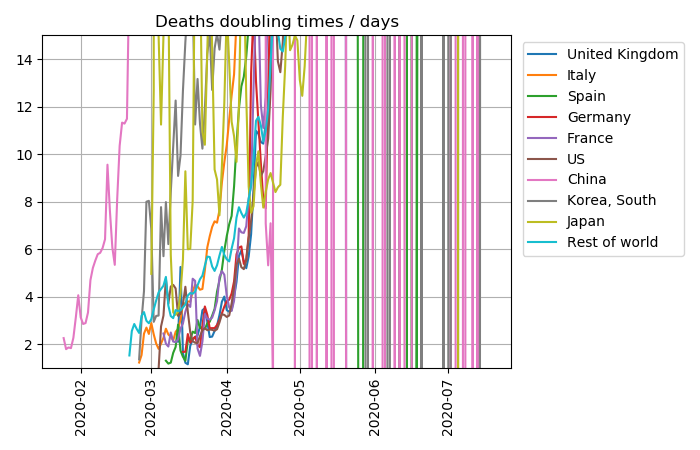 Deaths doubling times / days
14
12
10
8
6
4
2
2020-02
2020-03
2020-04
2020-05
2020-06
2020-07
United Kingdom
Italy
Spain
Germany
France
US
China
Korea, South
Japan
Rest of world